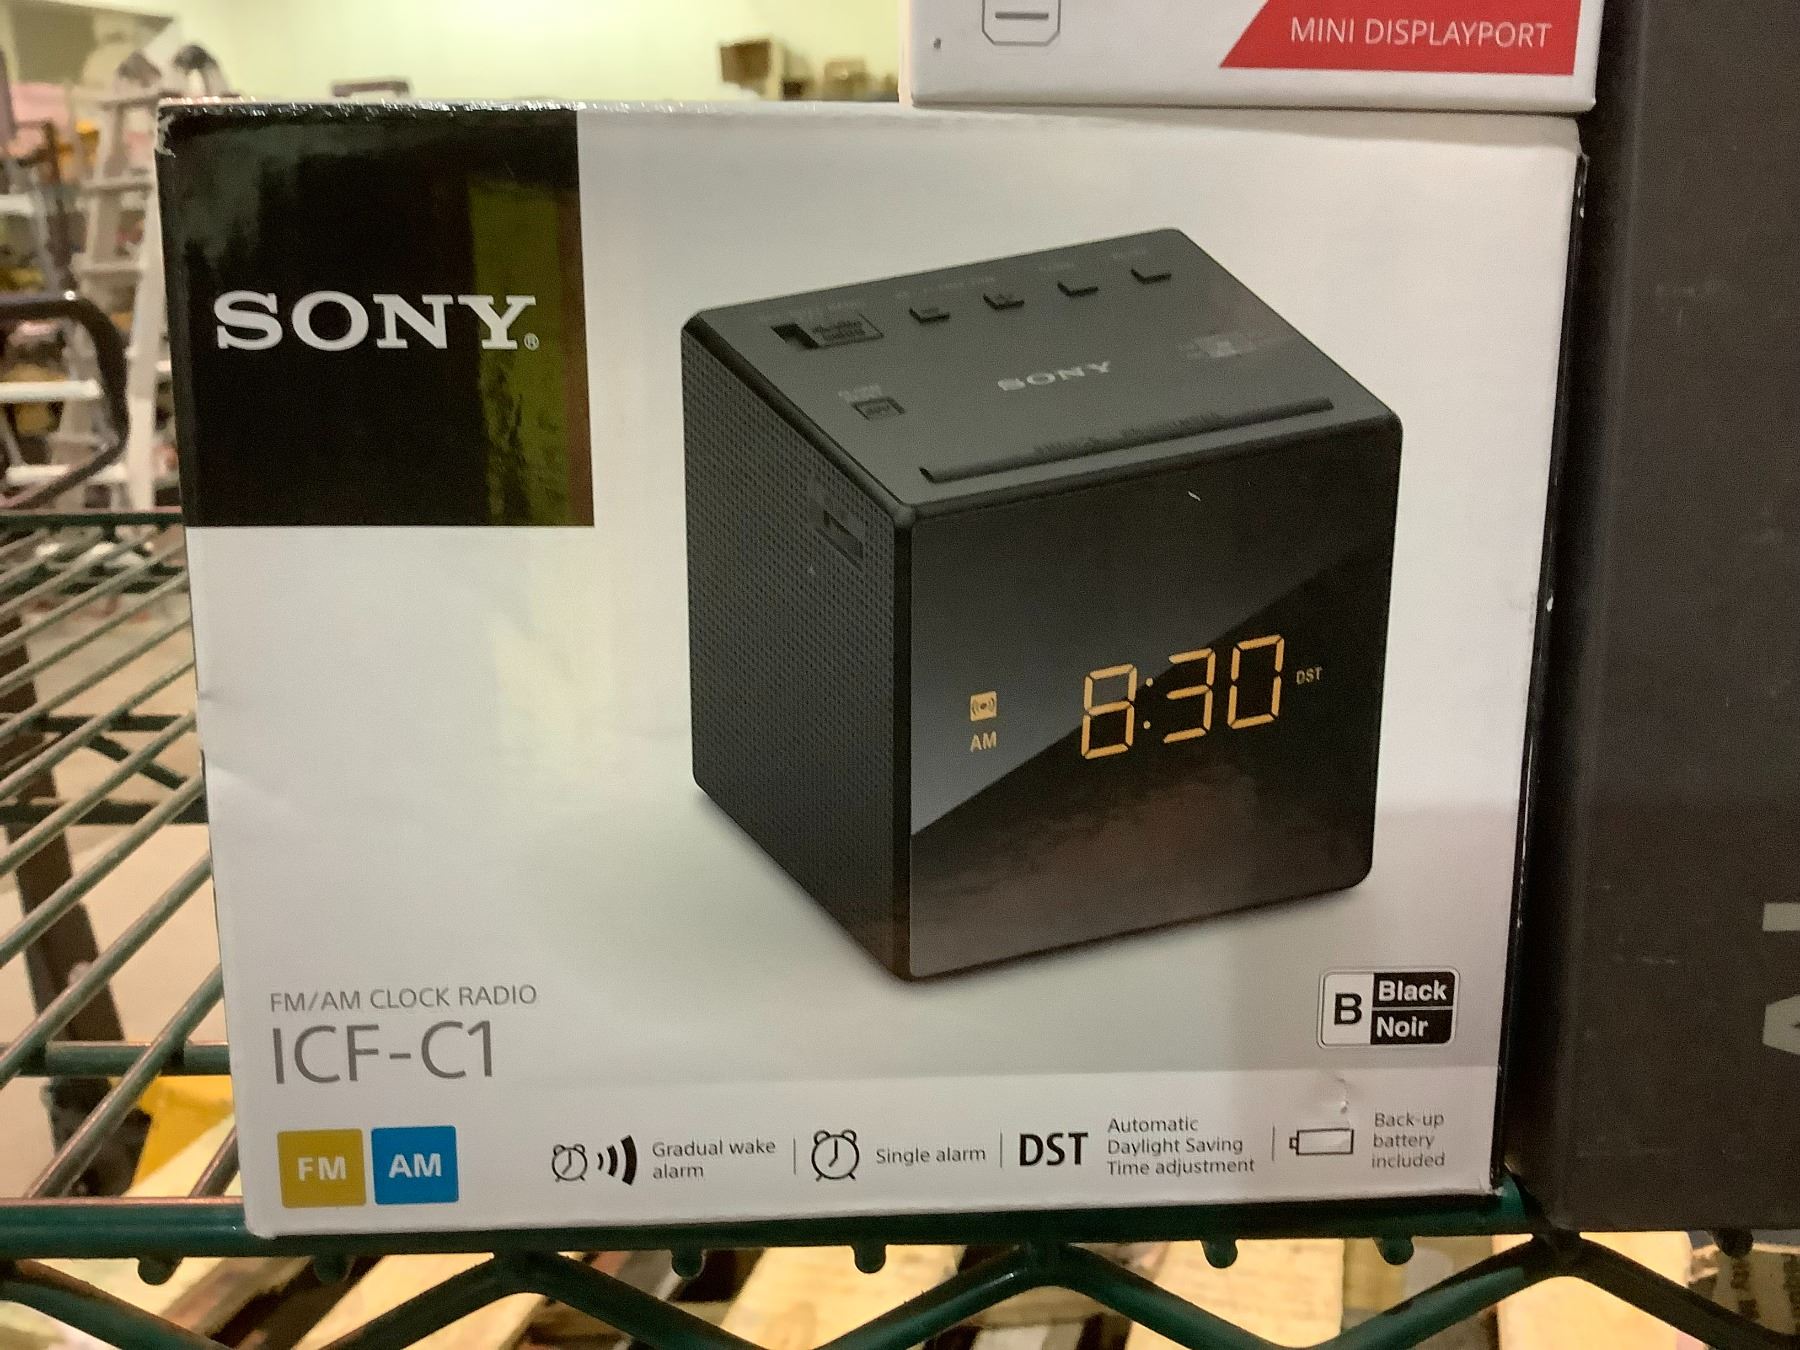 MINI DISPLAYPORT
SONY®
SONY
AM
8:30
DST
FM/AM CLOCK RADIO
ICF-C1
B
Black
Noir
FM
AM
Gradual wake
alarm
Single alarm
DST
Automatic
Daylight Saving
Time adjustment
Back-up
battery
included